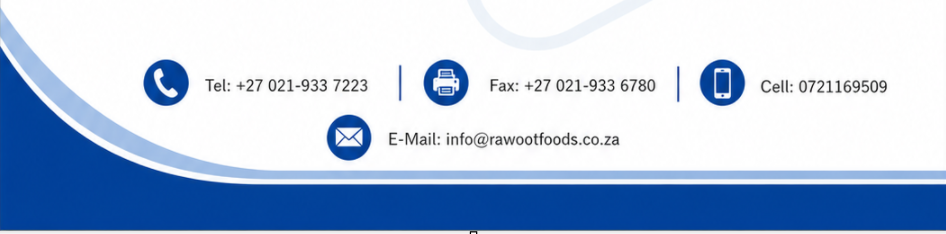 Tel: +27 021-933 7223 Fax: +27 021-933 6780 Cell: 0721169509
E-Mail: info@rawootfoods.co.za